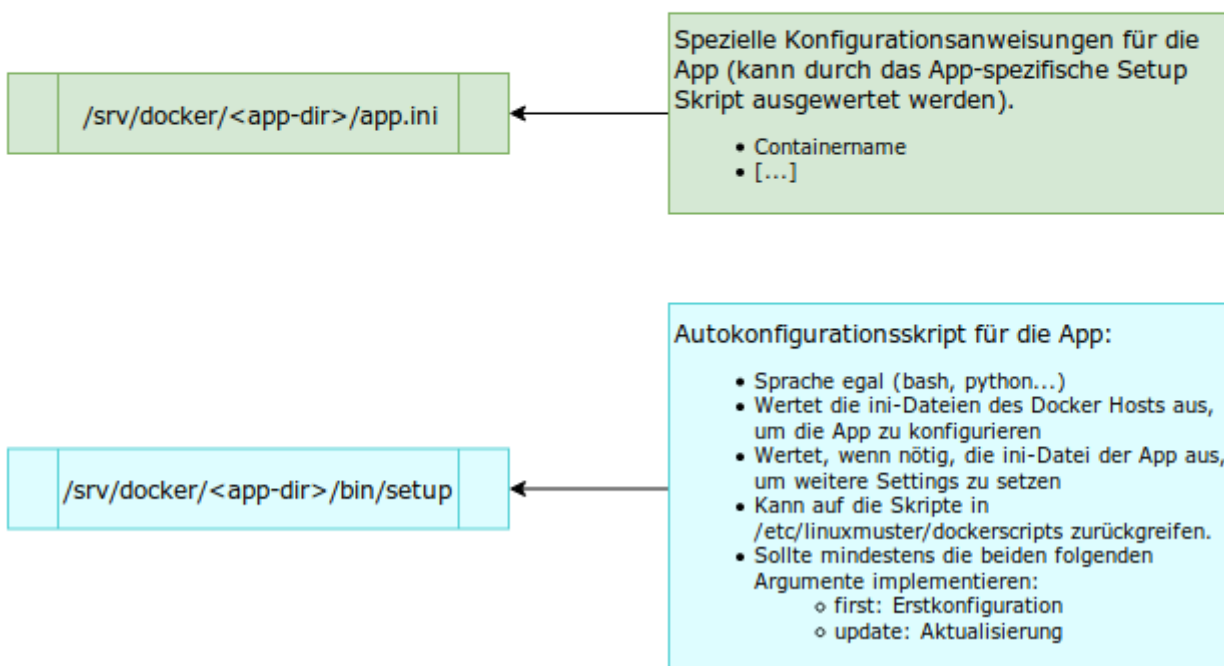 /srv/docker/<app-dir>/app.ini
Spezielle Konfigurationsanweisungen für die
App (kann durch das App-spezifische Setup
Skript ausgewertet werden).
• Containername
• [...]
/srv/docker/<app-dir>/bin/setup
Autokonfigurationsskript für die App:
• Sprache egal (bash, python...)
• Wertet die ini-Dateien des Docker Hosts aus,
um die App zu konfigurieren
• Wertet, wenn nötig, die ini-Datei der App aus,
um weitere Settings zu setzen
• Kann auf die Skripte in
/etc/linuxmuster/dockerscripts zurückgreifen.
• Sollte mindestens die beiden folgenden
Argumente implementieren:
◦ first: Erstkonfiguration
◦ update: Aktualisierung